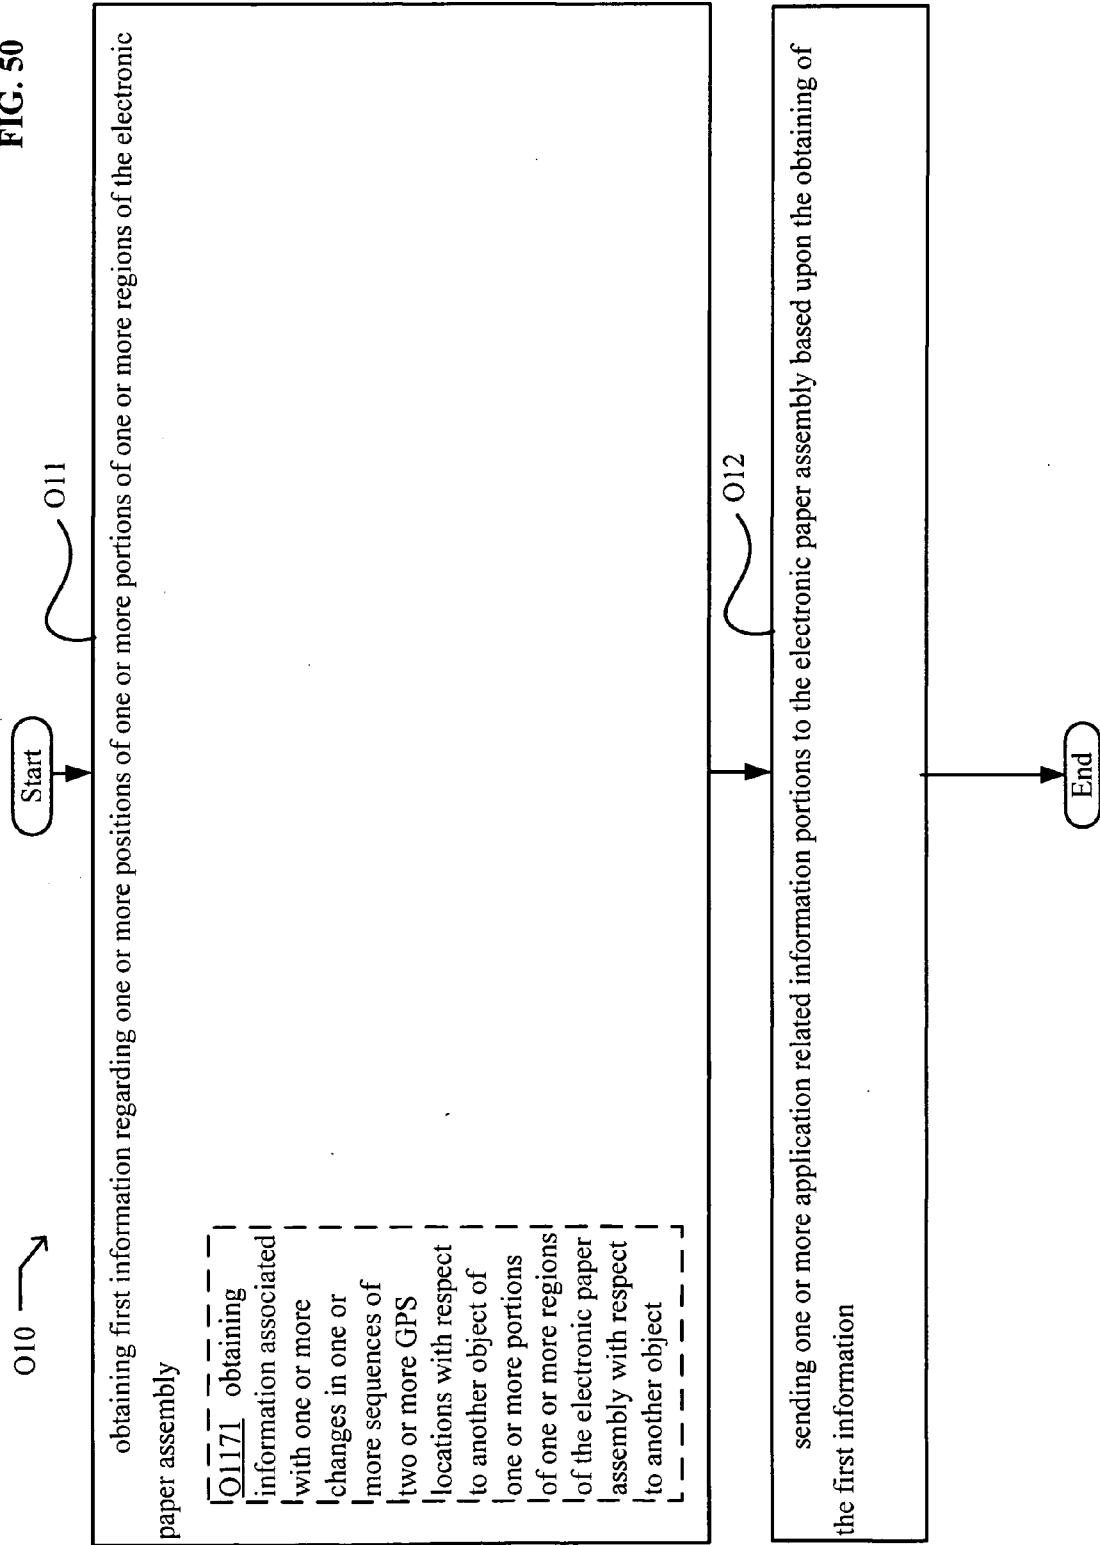 FIG. 50
O10
Start
O11
obtaining first information regarding one or more positions of one or more portions of one or more regions of the electronic
paper assembly
O1171 obtaining
information associated
with one or more
changes in one or
more sequences of
two or more GPS
locations with respect
to another object of
one or more portions
of one or more regions
of the electronic paper
assembly with respect
to another object
O12
sending one or more application related information portions to the electronic paper assembly based upon the obtaining of
the first information
End